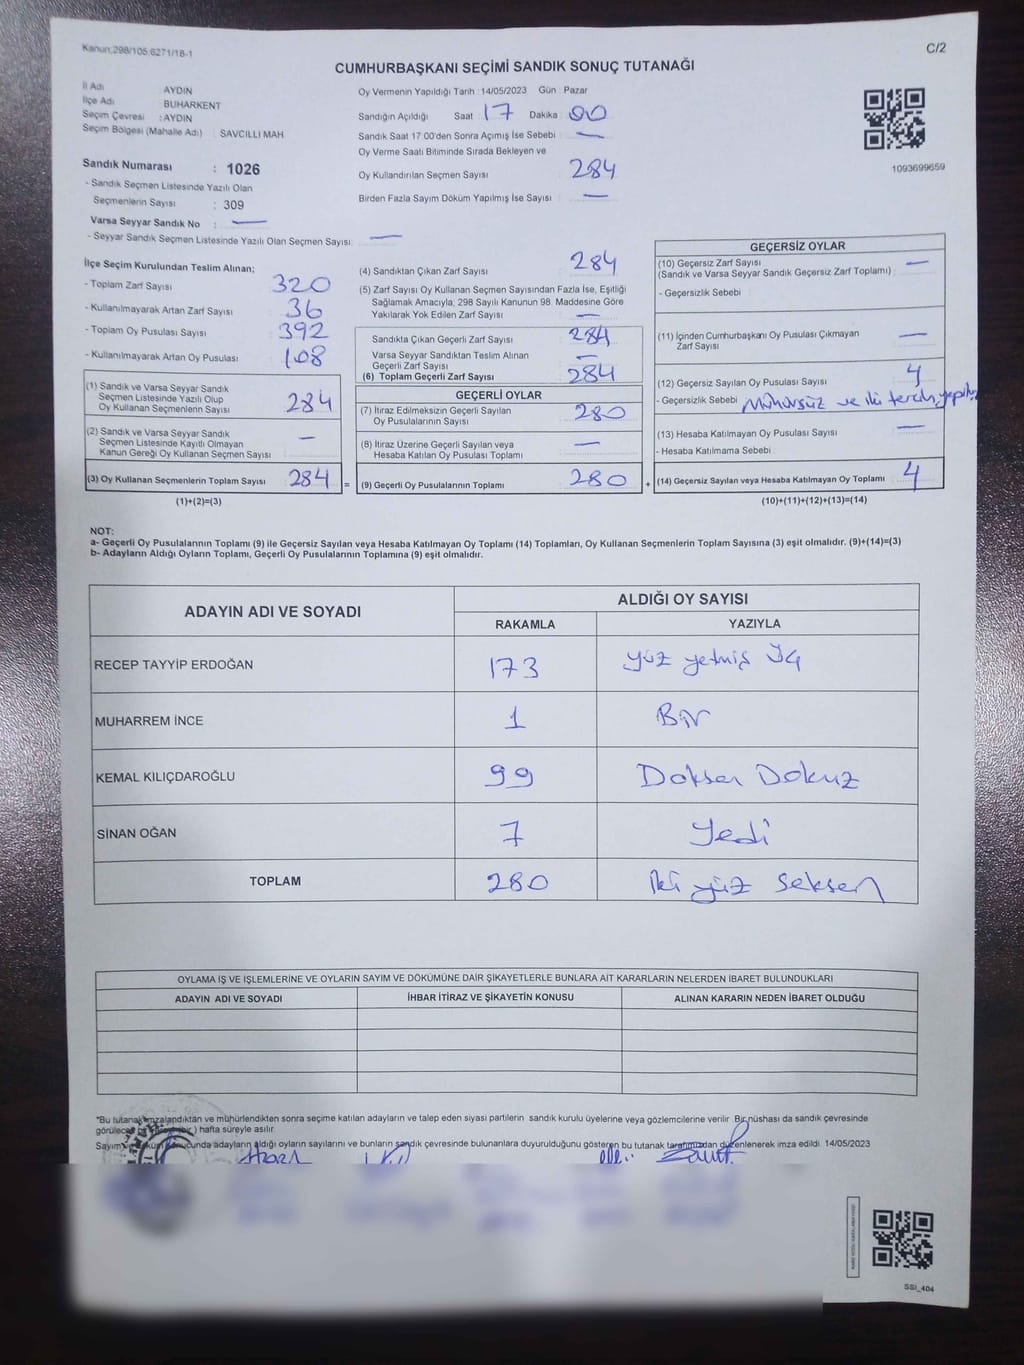 Kanun:298/105,6271/18-1
C/2
CUMHURBAŞKANI SEÇİMİ SANDIK SONUÇ TUTANAĞI
İl Adı : AYDIN
İlçe Adı : BUHARKENT
Seçim Çevresi : AYDIN
Seçim Bölgesi (Mahalle Adı) : SAVCILLI MAH
Sandık Numarası : 1026
- Sandık Seçmen Listesinde Yazılı Olan
Seçmenlerin Sayısı : 309
Varsa Seyyar Sandık No : —
- Seyyar Sandık Seçmen Listesinde Yazılı Olan Seçmen Sayısı: —
Oy Vermenin Yapıldığı Tarih :14/05/2023 Gün : Pazar
Sandığın Açıldığı Saat : 17 Dakika : 00
Sandık Saat 17:00'den Sonra Açımış İse Sebebi : —
Oy Verme Saati Bitiminde Sırada Bekleyen ve
Oy Kullandırılan Seçmen Sayısı : 284
Birden Fazla Sayım Döküm Yapılmış İse Sayısı : —
1093699659
İlçe Seçim Kurulundan Teslim Alınan;
- Toplam Zarf Sayısı : 320
- Kullanılmayarak Artan Zarf Sayısı : 36
- Toplam Oy Pusulası Sayısı : 392
- Kullanılmayarak Artan Oy Pusulası : 108
(1) Sandık ve Varsa Seyyar Sandık
Seçmen Listesinde Yazılı Olup
Oy Kullanan Seçmenlerin Sayısı : 284
(2) Sandık ve Varsa Seyyar Sandık
Seçmen Listesinde Kayıtlı Olmayan
Kanun Gereği Oy Kullanan Seçmen Sayısı : —
(3) Oy Kullanan Seçmenlerin Toplam Sayısı : 284 =
(1)+(2)=(3)
(4) Sandıktan Çıkan Zarf Sayısı : 284
(5) Zarf Sayısı Oy Kullanan Seçmen Sayısından Fazla İse, Eşitliği
Sağlamak Amacıyla, 298 Sayılı Kanunun 98. Maddesine Göre
Yakılarak Yok Edilen Zarf Sayısı : —
Sandıkta Çıkan Geçerli Zarf Sayısı : 284
Varsa Seyyar Sandıktan Teslim Alınan
Geçerli Zarf Sayısı : —
(6) Toplam Geçerli Zarf Sayısı : 284
GEÇERLİ OYLAR
(7) İtiraz Edilmeksizin Geçerli Sayılan
Oy Pusulalarının Sayısı : 280
(8) İtiraz Üzerine Geçerli Sayılan veya
Hesaba Katılan Oy Pusulası Toplamı : —
(9) Geçerli Oy Pusulalarının Toplamı : 280 +
GEÇERSİZ OYLAR
(10) Geçersiz Zarf Sayısı : —
(Sandık ve Varsa Seyyar Sandık Geçersiz Zarf Toplamı)
- Geçersizlik Sebebi :
(11) İçinden Cumhurbaşkanı Oy Pusulası Çıkmayan
Zarf Sayısı : —
(12) Geçersiz Sayılan Oy Pusulası Sayısı : 4
- Geçersizlik Sebebi : Mühürsüz ve iki tercih
(13) Hesaba Katılmayan Oy Pusulası Sayısı : —
- Hesaba Katılmama Sebebi :
(14) Geçersiz Sayılan veya Hesaba Katılmayan Oy Toplamı : 4
(10)+(11)+(12)+(13)=(14)
NOT:
a- Geçerli Oy Pusulalarının Toplamı (9) ile Geçersiz Sayılan veya Hesaba Katılmayan Oy Toplamı (14) Toplamları, Oy Kullanan Seçmenlerin Toplam Sayısına (3) eşit olmalıdır. (9)+(14)=(3)
b- Adayların Aldığı Oyların Toplamı, Geçerli Oy Pusulalarının Toplamına (9) eşit olmalıdır.
ADAYIN ADI VE SOYADI
ALDIĞI OY SAYISI
RAKAMLA YAZIYLA
RECEP TAYYİP ERDOĞAN 173 yüz yetmiş Üç
MUHARREM İNCE 1 Bir
KEMAL KILIÇDAROĞLU 99 Doksan Dokuz
SİNAN OĞAN 7 Yedi
TOPLAM 280 iki yüz seksen
OYLAMA İŞ VE İŞLEMLERİNE VE OYLARIN SAYIM VE DÖKÜMÜNE DAİR ŞİKAYETLERLE BUNLARA AİT KARARLARIN NELERDEN İBARET BULUNDUKLARI
ADAYIN ADI VE SOYADI İHBAR İTİRAZ VE ŞİKAYETİN KONUSU ALINAN KARARIN NEDEN İBARET OLDUĞU
*Bu tutanak imzalandıktan ve mühürlendikten sonra seçime katılan adayların ve talep eden siyasi partilerin sandık kurulu üyelerine veya gözlemcilerine verilir. Bir nüshası da sandık çevresinde
hafta süreyle asılır.
adayların aldığı oyların sayılarını ve bunların sandık çevresinde bulunanlara duyurulduğunu gösteren bu tutanak tarafımızdan düzenlenerek imza edildi. 14/05/2023
SSI_404